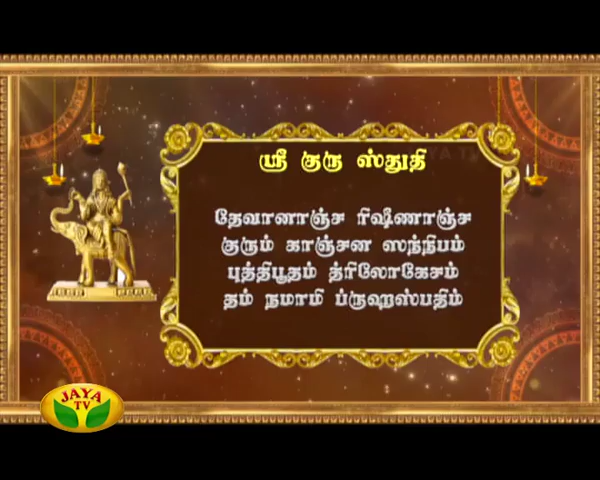 ஸ்ரீ குரு ஸ்துதி
தேவானாஞ்ச ரிஷீணாஞ்ச
குரும் காஞ்சன ஸந்நிபம்
புத்திபூதம் த்ரிலோகேசம்
தம் நமாமி ப்ருஹஸ்பதிம்
JAYA
TV